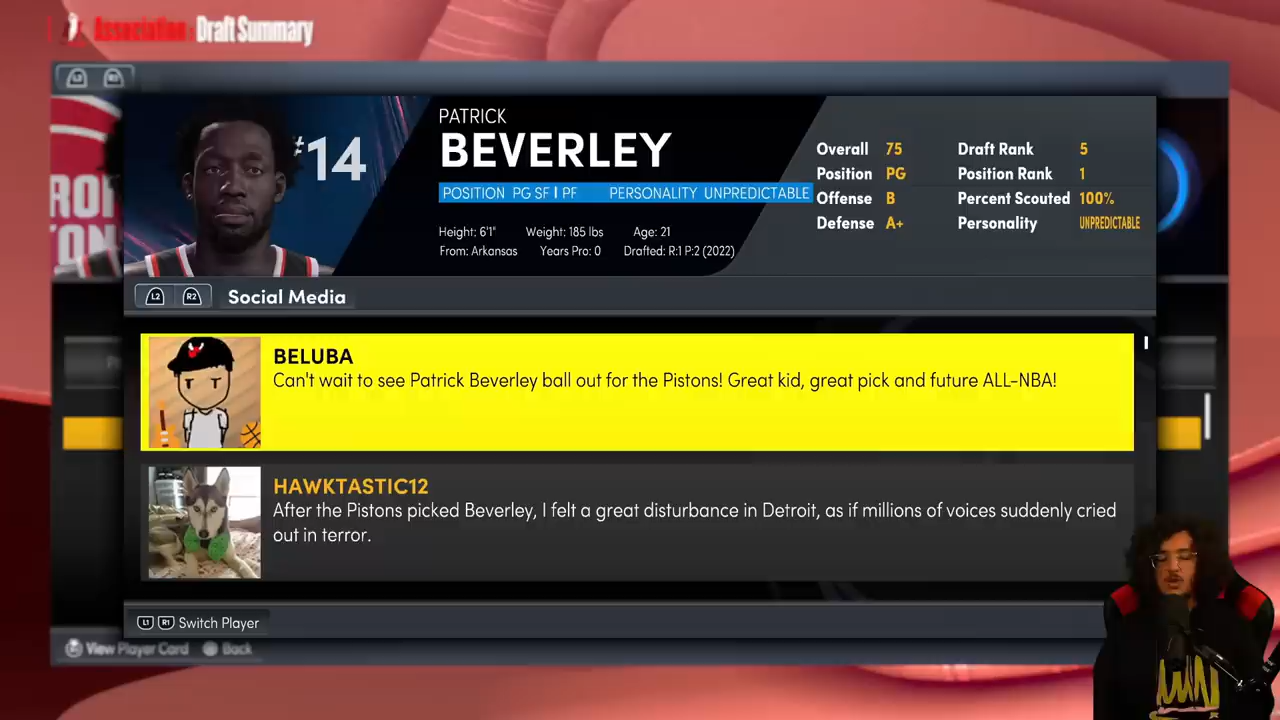 Association: Draft Summary
L2 R2
#14
PATRICK
BEVERLEY
POSITION PG SF | PF PERSONALITY UNPREDICTABLE
Height: 6'1" Weight: 185 lbs Age: 21
From: Arkansas Years Pro: 0 Drafted: R:1 P:2 (2022)
Overall 75 Draft Rank 5
Position PG Position Rank 1
Offense B Percent Scouted 100%
Defense A+ Personality UNPREDICTABLE
L2 R2 Social Media
BELUBA
Can't wait to see Patrick Beverley ball out for the Pistons! Great kid, great pick and future ALL-NBA!
HAWKTASTIC12
After the Pistons picked Beverley, I felt a great disturbance in Detroit, as if millions of voices suddenly cried
out in terror.
L1 R1 Switch Player
View Player Card Back